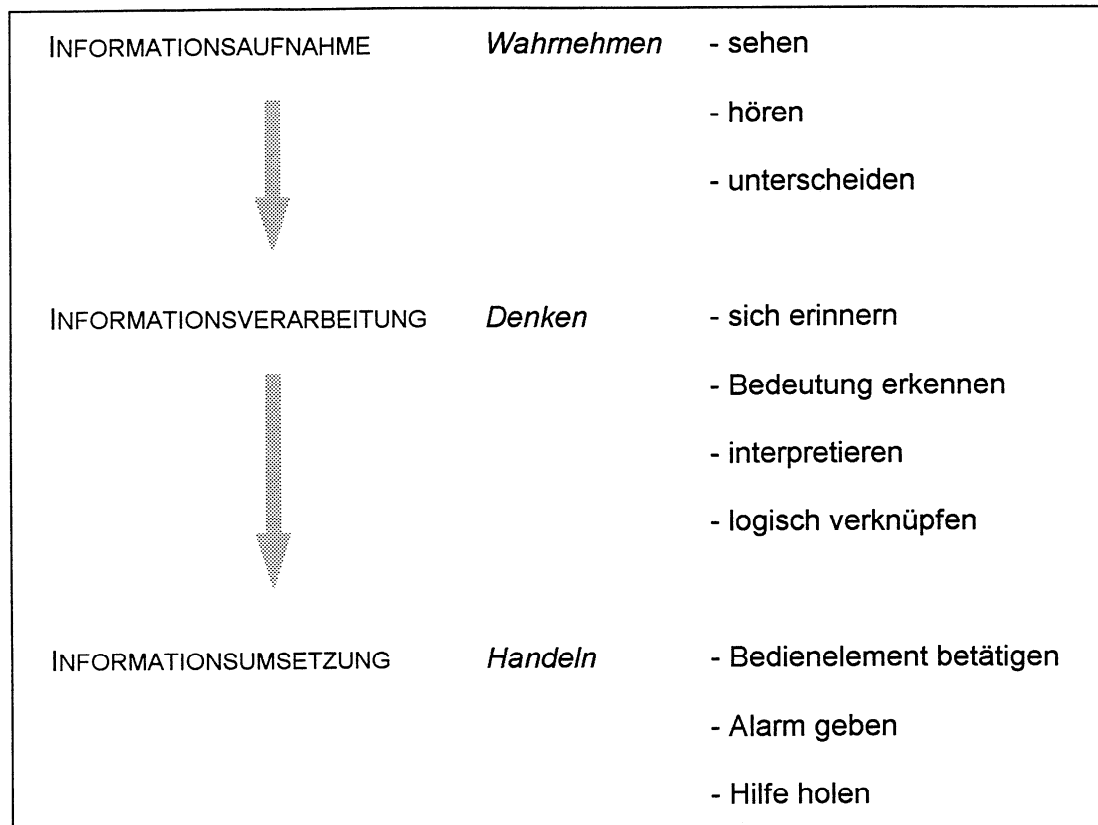 INFORMATIONSAUFNAHME Wahrnehmen - sehen
- hören
- unterscheiden
INFORMATIONSVERARBEITUNG Denken - sich erinnern
- Bedeutung erkennen
- interpretieren
- logisch verknüpfen
INFORMATIONSUMSETZUNG Handeln - Bedienelement betätigen
- Alarm geben
- Hilfe holen